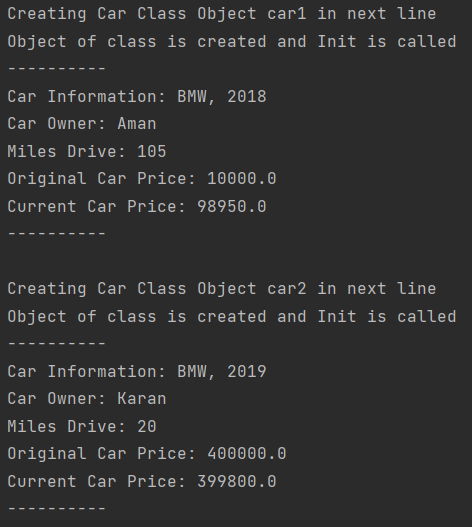 Creating Car Class Object car1 in next line
Object of class is created and Init is called
----------
Car Information: BMW, 2018
Car Owner: Aman
Miles Drive: 105
Original Car Price: 10000.0
Current Car Price: 98950.0
----------
Creating Car Class Object car2 in next line
Object of class is created and Init is called
----------
Car Information: BMW, 2019
Car Owner: Karan
Miles Drive: 20
Original Car Price: 400000.0
Current Car Price: 399800.0
----------